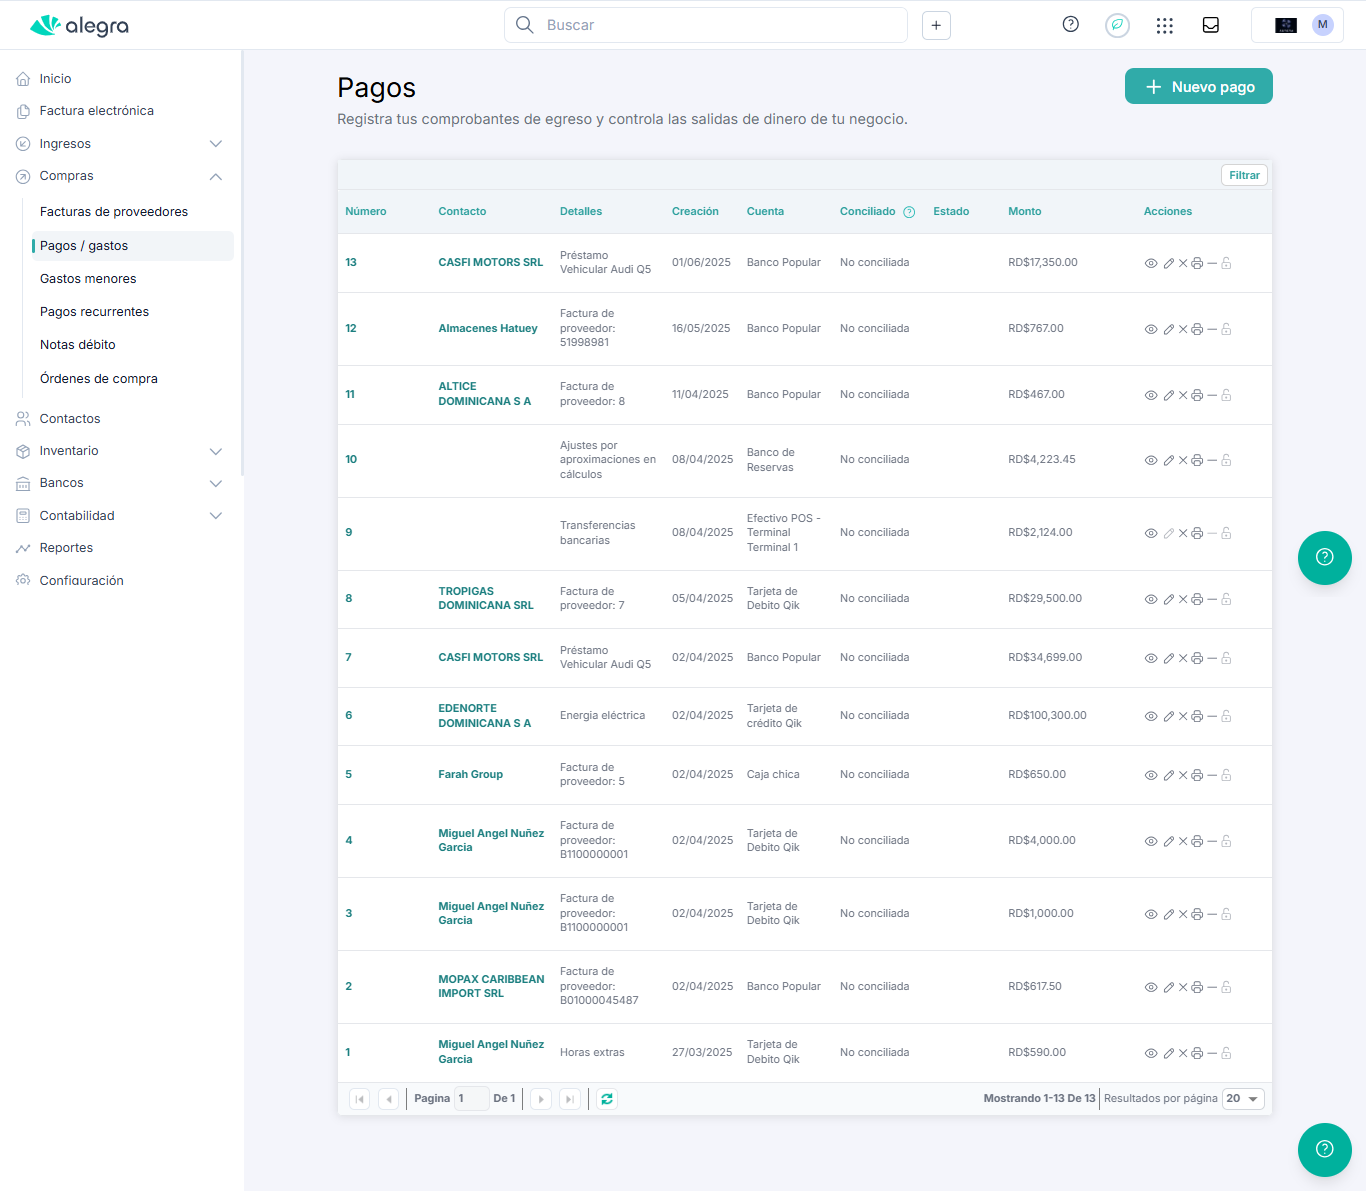 alegra
Buscar
M
Inicio
Factura electrónica
Ingresos
Compras
Facturas de proveedores
Pagos / gastos
Gastos menores
Pagos recurrentes
Notas débito
Órdenes de compra
Contactos
Inventario
Bancos
Contabilidad
Reportes
Configuración
Pagos
Nuevo pago
Registra tus comprobantes de egreso y controla las salidas de dinero de tu negocio.
Filtrar
Número Contacto Detalles Creación Cuenta Conciliado Estado Monto Acciones
13 CASFI MOTORS SRL Préstamo Vehicular Audi Q5 01/06/2025 Banco Popular No conciliada RD$17,350.00
12 Almacenes Hatuey Factura de proveedor: 51998981 16/05/2025 Banco Popular No conciliada RD$767.00
11 ALTICE DOMINICANA S A Factura de proveedor: 8 11/04/2025 Banco Popular No conciliada RD$467.00
10 Ajustes por aproximaciones en cálculos 08/04/2025 Banco de Reservas No conciliada RD$4,223.45
9 Transferencias bancarias 08/04/2025 Efectivo POS - Terminal Terminal 1 No conciliada RD$2,124.00
8 TROPIGAS DOMINICANA SRL Factura de proveedor: 7 05/04/2025 Tarjeta de Debito Qik No conciliada RD$29,500.00
7 CASFI MOTORS SRL Préstamo Vehicular Audi Q5 02/04/2025 Banco Popular No conciliada RD$34,699.00
6 EDENORTE DOMINICANA S A Energia eléctrica 02/04/2025 Tarjeta de crédito Qik No conciliada RD$100,300.00
5 Farah Group Factura de proveedor: 5 02/04/2025 Caja chica No conciliada RD$650.00
4 Miguel Angel Nuñez Garcia Factura de proveedor: B1100000001 02/04/2025 Tarjeta de Debito Qik No conciliada RD$4,000.00
3 Miguel Angel Nuñez Garcia Factura de proveedor: B1100000001 02/04/2025 Tarjeta de Debito Qik No conciliada RD$1,000.00
2 MOPAX CARIBBEAN IMPORT SRL Factura de proveedor: B01000045487 02/04/2025 Banco Popular No conciliada RD$617.50
1 Miguel Angel Nuñez Garcia Horas extras 27/03/2025 Tarjeta de Debito Qik No conciliada RD$590.00
Pagina 1 De 1
Mostrando 1-13 De 13 Resultados por página 20